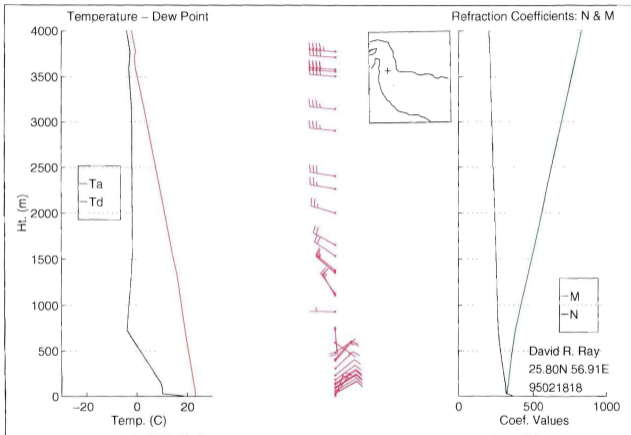 Temperature – Dew Point
Refraction Coefficients: N & M
4000
3500
3000
2500
2000
1500
1000
500
0
Ht. (m)
Ta
Td
−20
0
20
Temp. (C)
M
N
David R. Ray
25.80N 56.91E
95021818
0
500
1000
Coef. Values